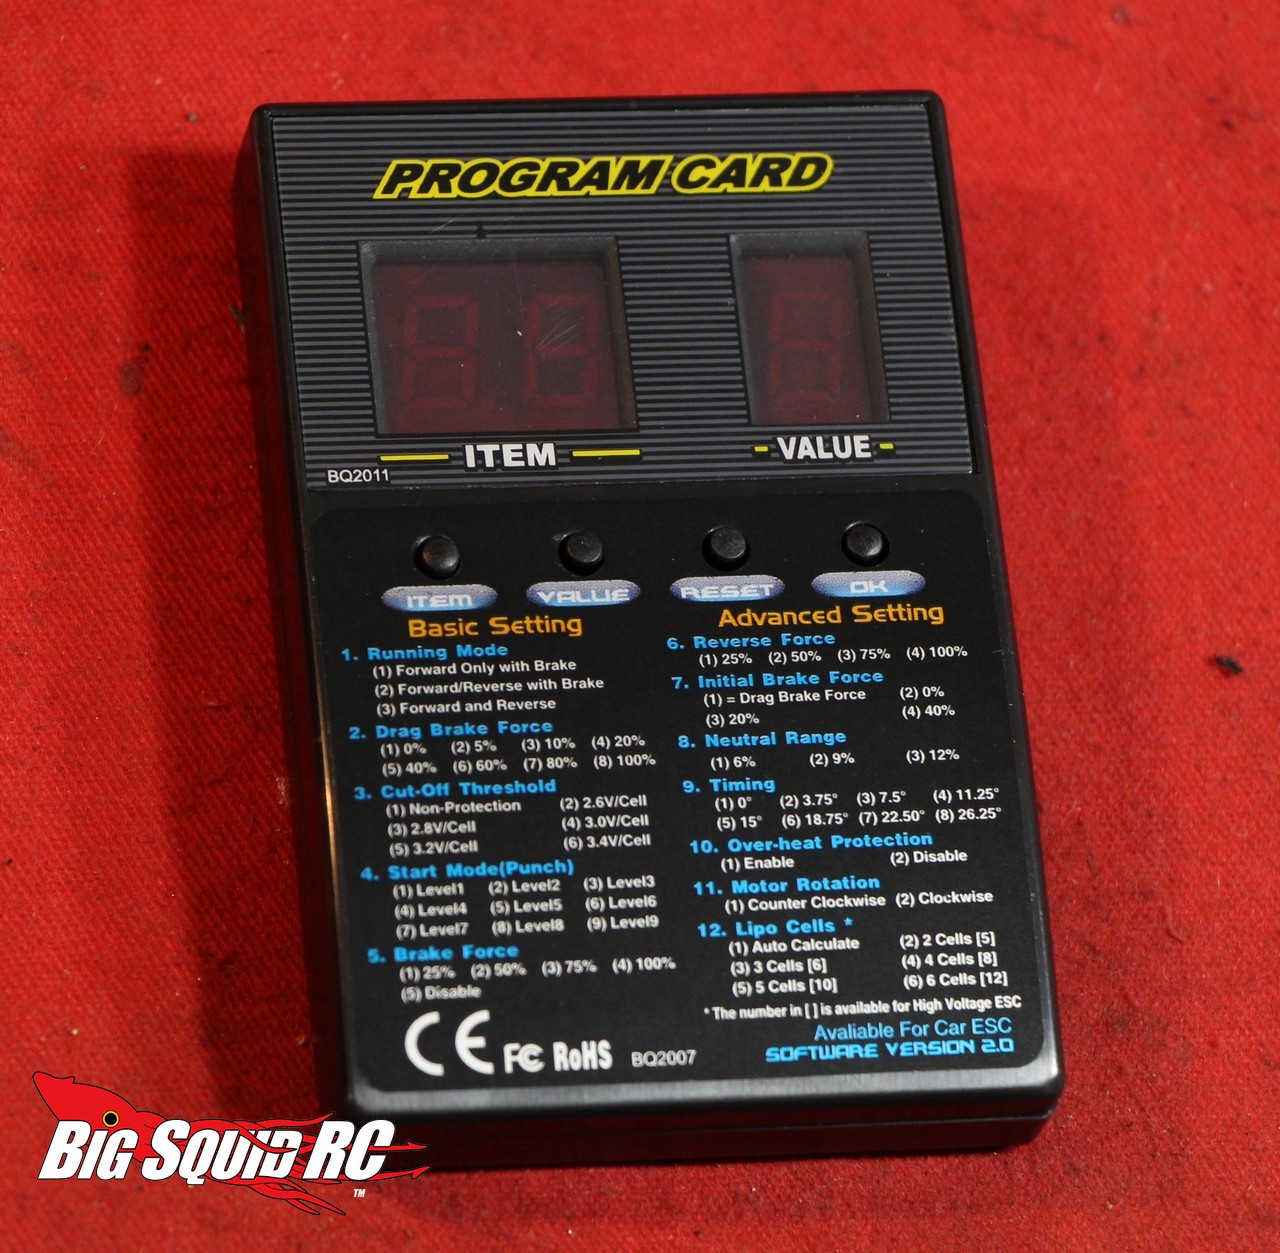 PROGRAM CARD
ITEM
VALUE
BQ2011
ITEM VALUE RESET OK
Basic Setting
1. Running Mode
(1) Forward Only with Brake
(2) Forward/Reverse with Brake
(3) Forward and Reverse
2. Drag Brake Force
(1) 0% (2) 5% (3) 10% (4) 20%
(5) 40% (6) 60% (7) 80% (8) 100%
3. Cut-Off Threshold
(1) Non-Protection (2) 2.6V/Cell
(3) 2.8V/Cell (4) 3.0V/Cell
(5) 3.2V/Cell (6) 3.4V/Cell
4. Start Mode(Punch)
(1) Level1 (2) Level2 (3) Level3
(4) Level4 (5) Level5 (6) Level6
(7) Level7 (8) Level8 (9) Level9
5. Brake Force
(1) 25% (2) 50% (3) 75% (4) 100%
(5) Disable
Advanced Setting
6. Reverse Force
(1) 25% (2) 50% (3) 75% (4) 100%
7. Initial Brake Force
(1) = Drag Brake Force (2) 0%
(3) 20% (4) 40%
8. Neutral Range
(1) 6% (2) 9% (3) 12%
9. Timing
(1) 0° (2) 3.75° (3) 7.5° (4) 11.25°
(5) 15° (6) 18.75° (7) 22.50° (8) 26.25°
10. Over-heat Protection
(1) Enable (2) Disable
11. Motor Rotation
(1) Counter Clockwise (2) Clockwise
12. Lipo Cells *
(1) Auto Calculate (2) 2 Cells [5]
(3) 3 Cells [6] (4) 4 Cells [8]
(5) 5 Cells [10] (6) 6 Cells [12]
* The number in [ ] is available for High Voltage ESC
Avaliable For Car ESC
SOFTWARE VERSION 2.0
CE FC RoHS BQ2007
BIG SQUID RC
TM